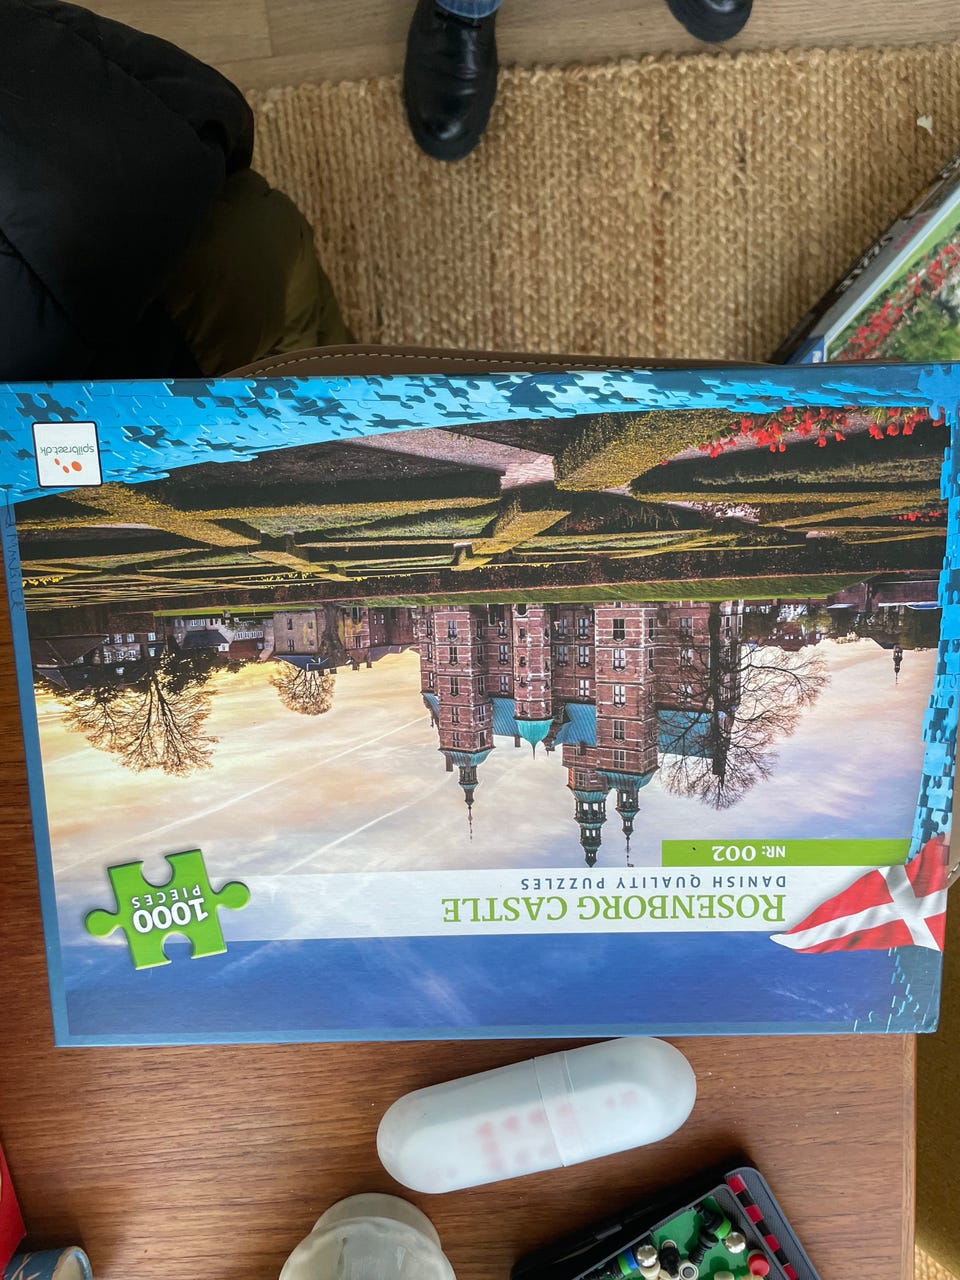 ROSENBORG CASTLE
DANISH QUALITY PUZZLES
NR: 002
1000
PIECES
spilbraet.dk